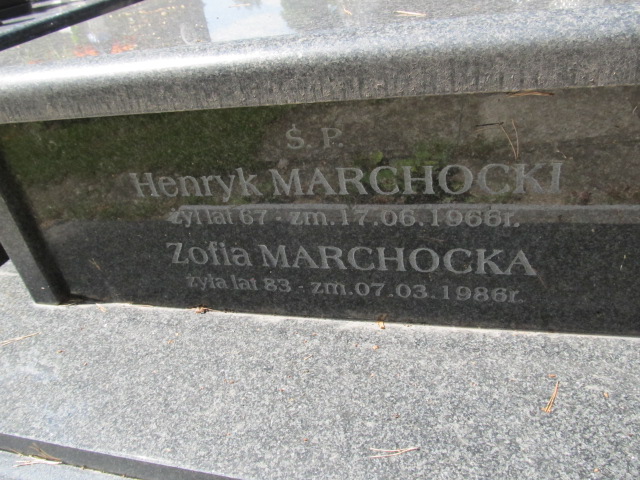 Ś.P.
Henryk MARCHOCKI
żył lat 67 - zm.17.06.1966r.
Zofia MARCHOCKA
żyła lat 83 - zm.07.03.1986r.